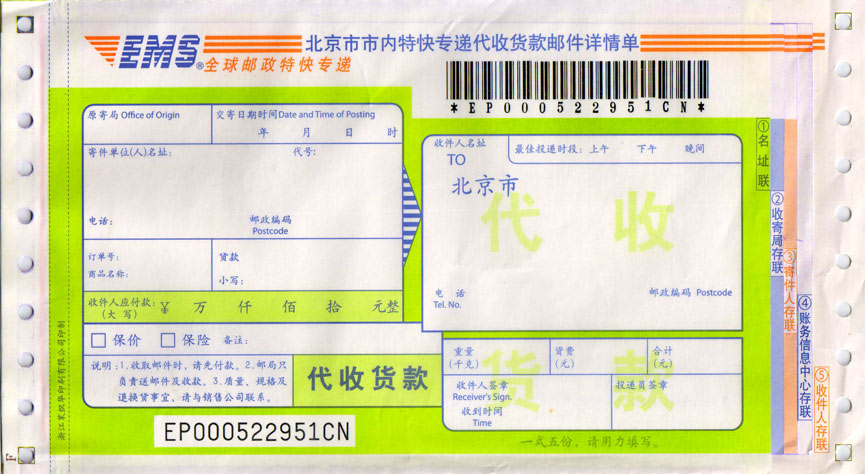 EMS®全球邮政特快专递
北京市市内特快专递代收货款邮件详情单
*EP000522951CN*
原寄局 Office of Origin
交寄日期时间 Date and Time of Posting
年 月 日 时
寄件单位(人)名址：
代号：
电话：
邮政编码
Postcode
订单号：
商品名称：
货款
小写：
收件人应付款：
(大 写)
¥ 万 仟 佰 拾 元整
保价 保险 备注：
说明：1.收取邮件时，请先付款。2.邮局只
负责送邮件及收款。3.质量、规格及
退换货事宜，请与销售公司联系。
代收货款
EP000522951CN
收件人名址
TO
最佳投递时段：上午 下午 晚间
北京市
代 收
电 话
Tel. No.
邮政编码 Postcode
重量
(千克)
资费
(元)
合计
(元)
货 款
收件人签章
Receiver's Sign.
收到时间
Time
投递员签章
一式五份，请用力填写。
①名址联
②收寄局存联
③寄件人存联
④账务信息中心存联
⑤收件人存联